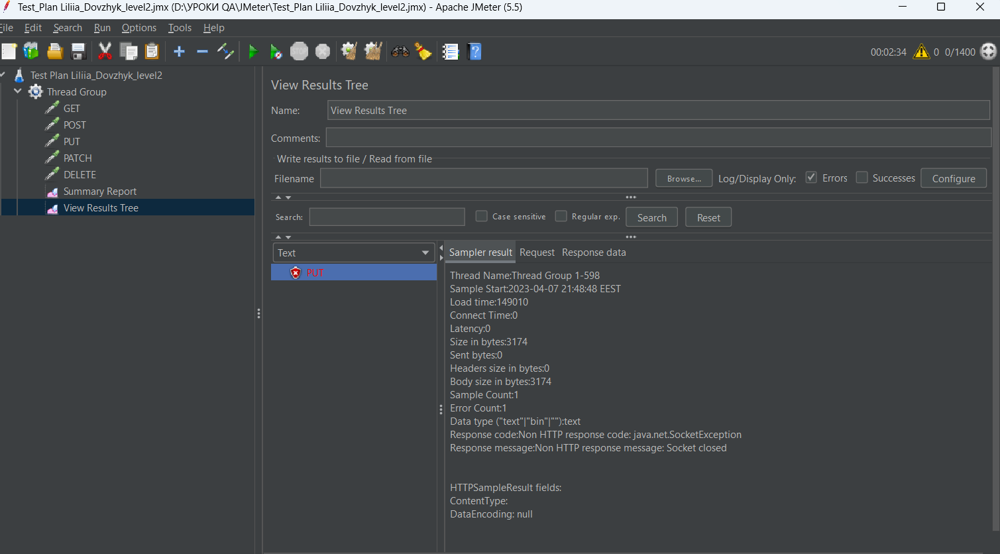 Test_Plan Liliia_Dovzhyk_level2.jmx (D:\УРОКИ QA\JMeter\Test_Plan Liliia_Dovzhyk_level2.jmx) - Apache JMeter (5.5)
File Edit Search Run Options Tools Help
STOP
00:02:34 0 0/1400
Test Plan Liliia_Dovzhyk_level2
Thread Group
GET
POST
PUT
PATCH
DELETE
Summary Report
View Results Tree
View Results Tree
Name: View Results Tree
Comments:
Write results to file / Read from file
Filename Browse... Log/Display Only: Errors Successes Configure
Search: Case sensitive Regular exp. Search Reset
Text
PUT
Sampler result Request Response data
Thread Name:Thread Group 1-598
Sample Start:2023-04-07 21:48:48 EEST
Load time:149010
Connect Time:0
Latency:0
Size in bytes:3174
Sent bytes:0
Headers size in bytes:0
Body size in bytes:3174
Sample Count:1
Error Count:1
Data type ("text"|"bin"|""):text
Response code:Non HTTP response code: java.net.SocketException
Response message:Non HTTP response message: Socket closed
HTTPSampleResult fields:
ContentType:
DataEncoding: null